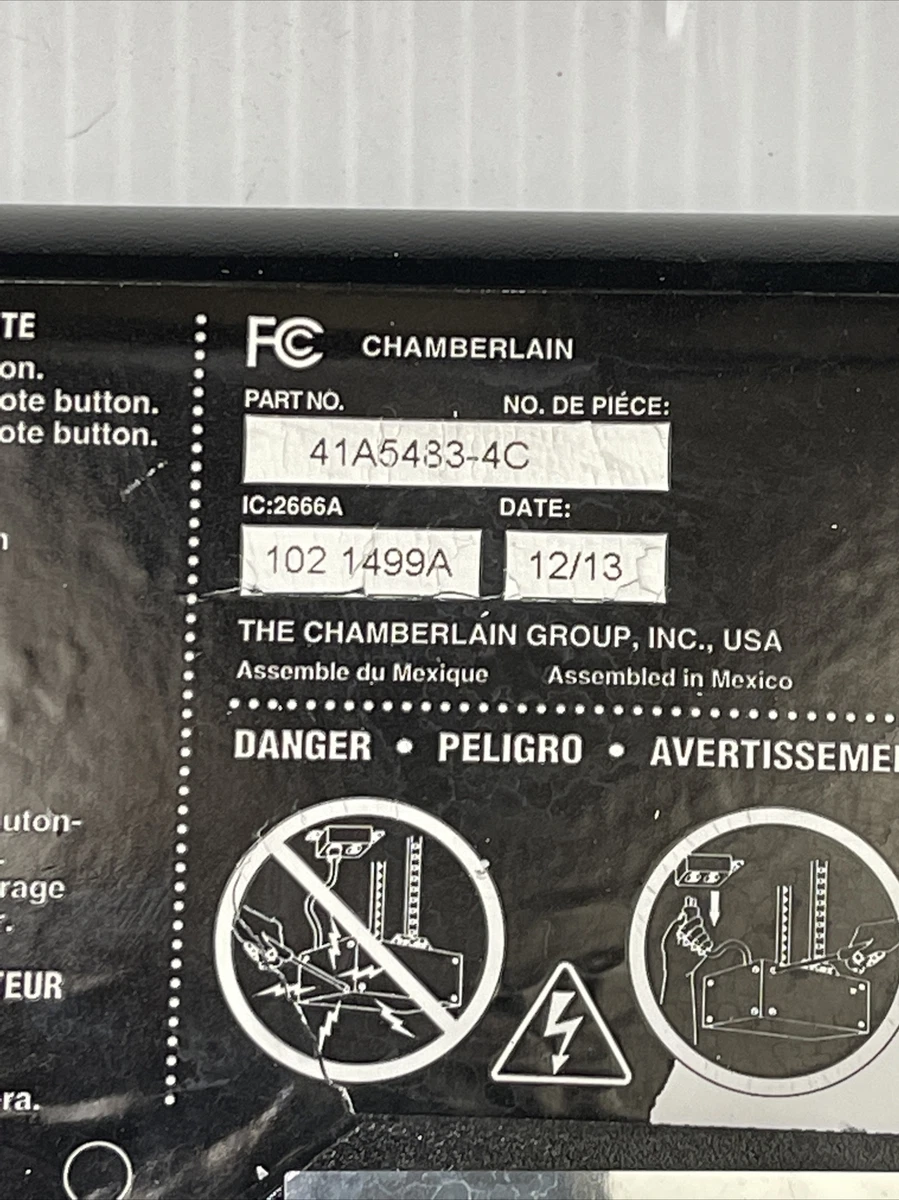 TE
on.
ote button.
ote button.
n
uton-
rage
r.
TEUR
ra.
FC CHAMBERLAIN
PART NO. NO. DE PIÉCE:
41A5483-4C
IC:2666A DATE:
102 1499A 12/13
THE CHAMBERLAIN GROUP, INC., USA
Assemble du Mexique Assembled in Mexico
DANGER • PELIGRO • AVERTISSEME